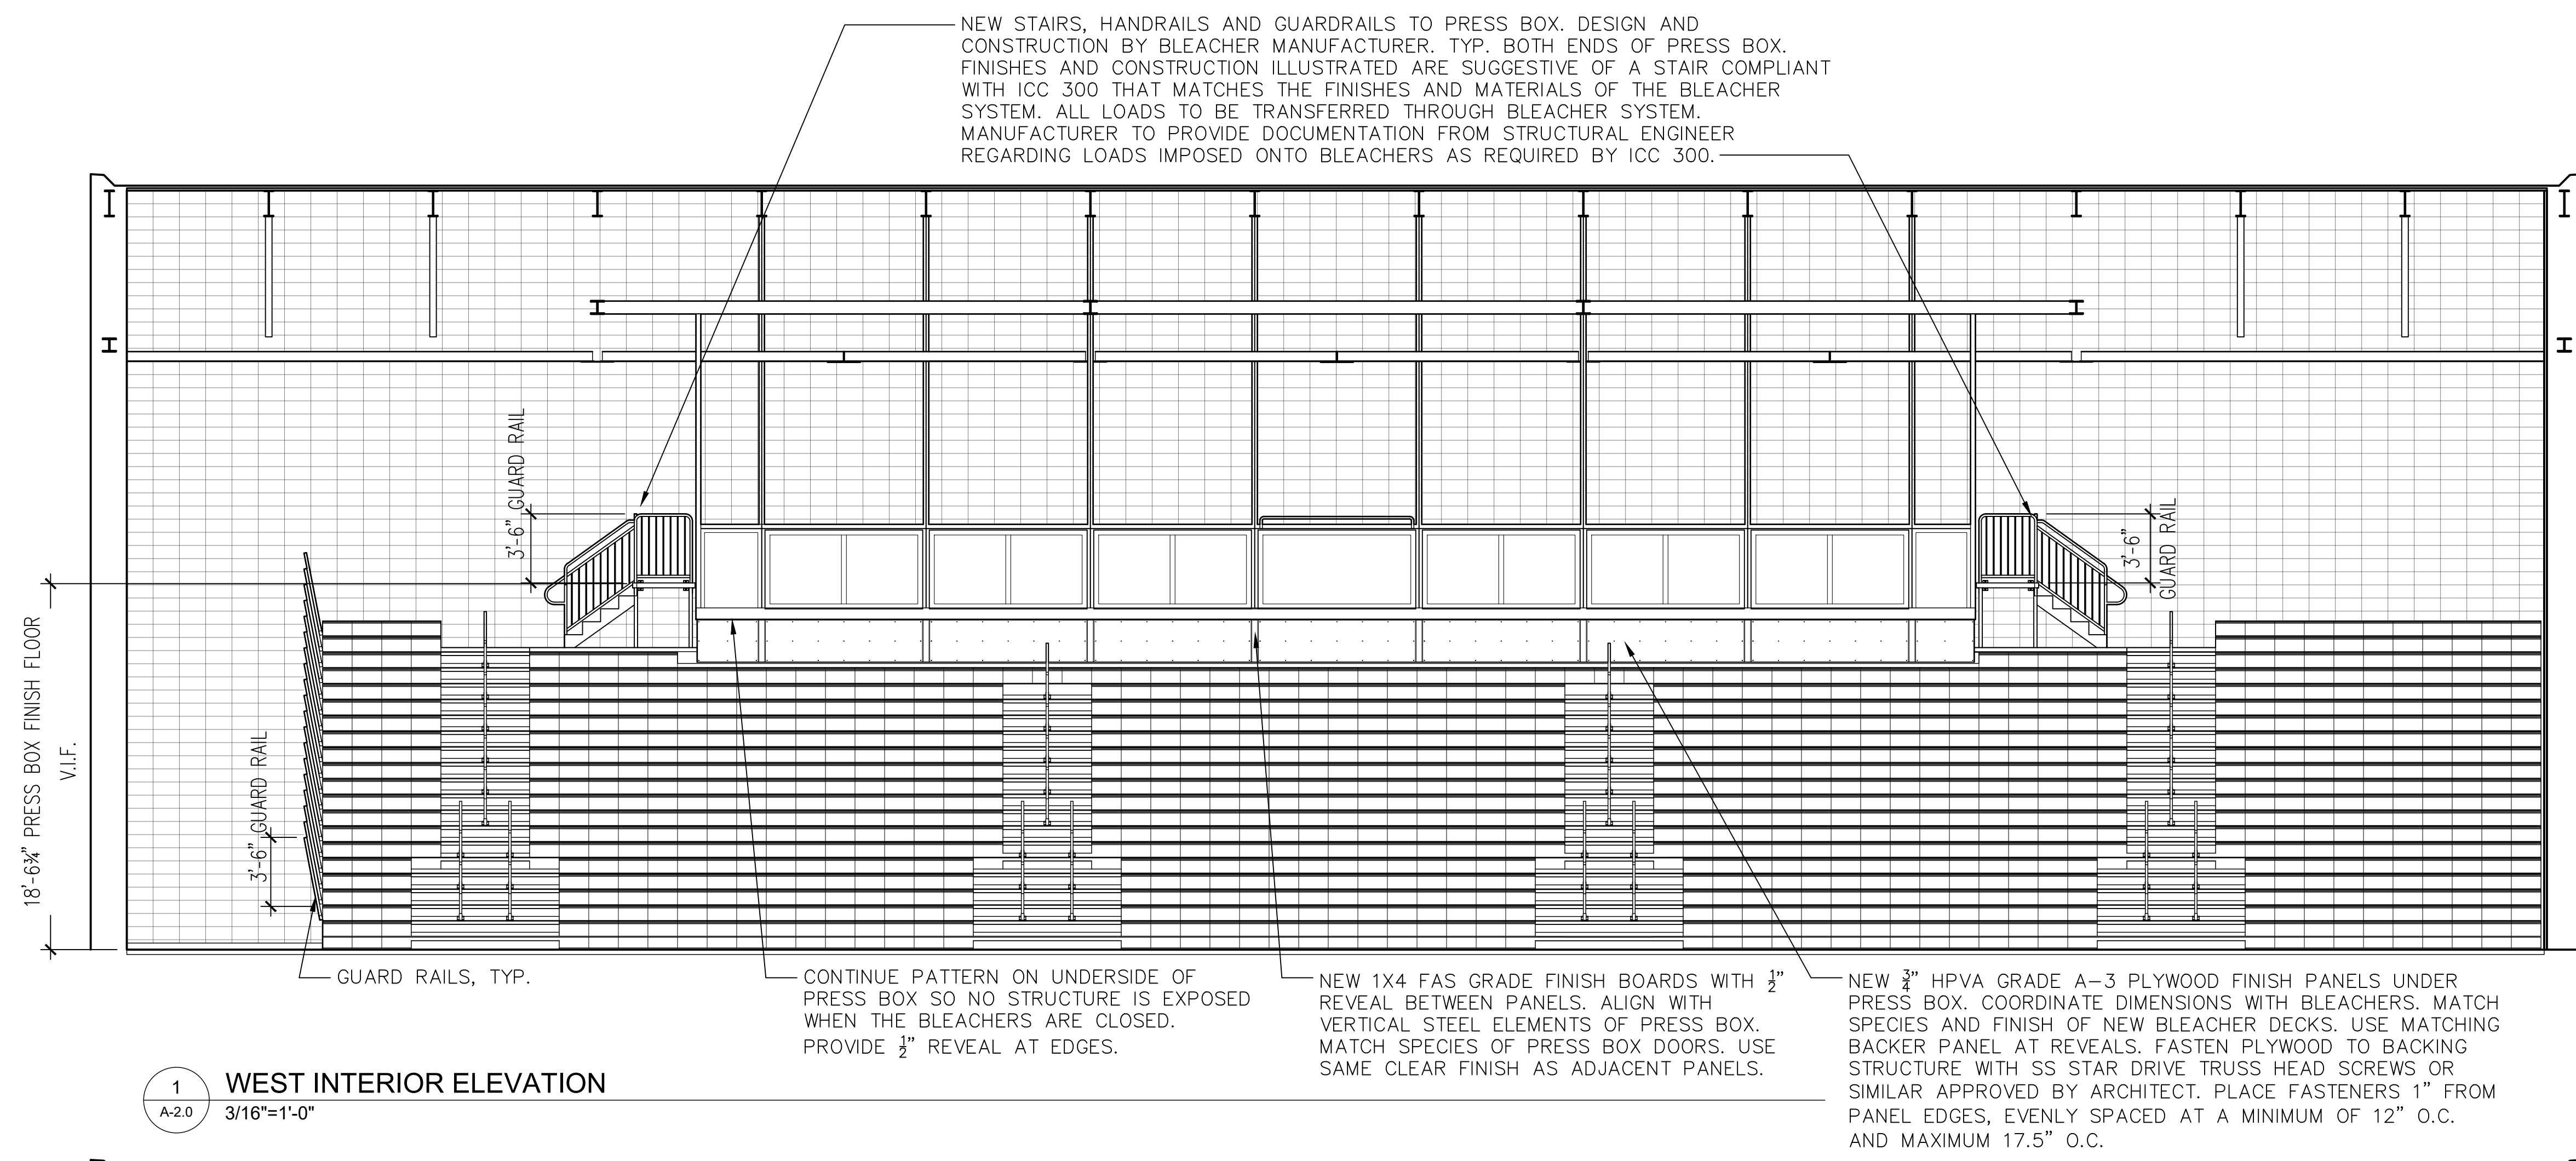 NEW STAIRS, HANDRAILS AND GUARDRAILS TO PRESS BOX. DESIGN AND
CONSTRUCTION BY BLEACHER MANUFACTURER. TYP. BOTH ENDS OF PRESS BOX.
FINISHES AND CONSTRUCTION ILLUSTRATED ARE SUGGESTIVE OF A STAIR COMPLIANT
WITH ICC 300 THAT MATCHES THE FINISHES AND MATERIALS OF THE BLEACHER
SYSTEM. ALL LOADS TO BE TRANSFERRED THROUGH BLEACHER SYSTEM.
MANUFACTURER TO PROVIDE DOCUMENTATION FROM STRUCTURAL ENGINEER
REGARDING LOADS IMPOSED ONTO BLEACHERS AS REQUIRED BY ICC 300.
3'-6" GUARD RAIL
3'-6"
GUARD RAIL
18'-6¾" PRESS BOX FINISH FLOOR
V.I.F.
3'-6" GUARD RAIL
GUARD RAILS, TYP.
CONTINUE PATTERN ON UNDERSIDE OF
PRESS BOX SO NO STRUCTURE IS EXPOSED
WHEN THE BLEACHERS ARE CLOSED.
PROVIDE ½" REVEAL AT EDGES.
NEW 1X4 FAS GRADE FINISH BOARDS WITH ½"
REVEAL BETWEEN PANELS. ALIGN WITH
VERTICAL STEEL ELEMENTS OF PRESS BOX.
MATCH SPECIES OF PRESS BOX DOORS. USE
SAME CLEAR FINISH AS ADJACENT PANELS.
NEW ¾" HPVA GRADE A-3 PLYWOOD FINISH PANELS UNDER
PRESS BOX. COORDINATE DIMENSIONS WITH BLEACHERS. MATCH
SPECIES AND FINISH OF NEW BLEACHER DECKS. USE MATCHING
BACKER PANEL AT REVEALS. FASTEN PLYWOOD TO BACKING
STRUCTURE WITH SS STAR DRIVE TRUSS HEAD SCREWS OR
SIMILAR APPROVED BY ARCHITECT. PLACE FASTENERS 1" FROM
PANEL EDGES, EVENLY SPACED AT A MINIMUM OF 12" O.C.
AND MAXIMUM 17.5" O.C.
1
A-2.0
WEST INTERIOR ELEVATION
3/16"=1'-0"